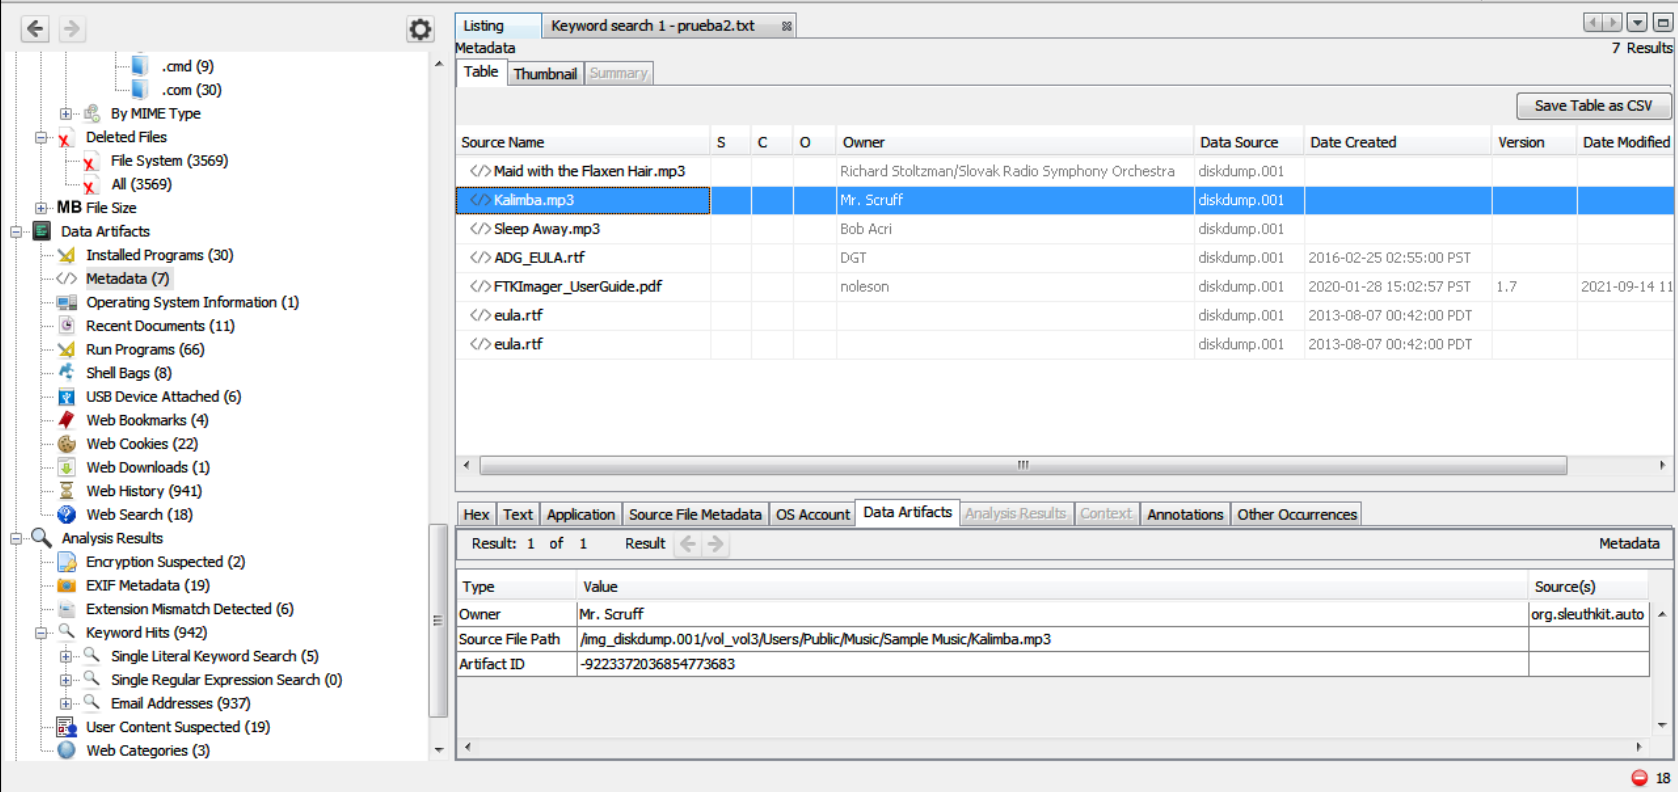 Listing
Keyword search 1 - prueba2.txt
Metadata
7 Results
Table
Thumbnail
Summary
Save Table as CSV
Source Name S C O Owner Data Source Date Created Version Date Modified
</> Maid with the Flaxen Hair.mp3 Richard Stoltzman/Slovak Radio Symphony Orchestra diskdump.001
</> Kalimba.mp3 Mr. Scruff diskdump.001
</> Sleep Away.mp3 Bob Acri diskdump.001
</> ADG_EULA.rtf DGT diskdump.001 2016-02-25 02:55:00 PST
</> FTKImager_UserGuide.pdf noleson diskdump.001 2020-01-28 15:02:57 PST 1.7 2021-09-14 11
</> eula.rtf diskdump.001 2013-08-07 00:42:00 PDT
</> eula.rtf diskdump.001 2013-08-07 00:42:00 PDT
.cmd (9)
.com (30)
By MIME Type
Deleted Files
File System (3569)
All (3569)
MB File Size
Data Artifacts
Installed Programs (30)
</> Metadata (7)
Operating System Information (1)
Recent Documents (11)
Run Programs (66)
Shell Bags (8)
USB Device Attached (6)
Web Bookmarks (4)
Web Cookies (22)
Web Downloads (1)
Web History (941)
Web Search (18)
Analysis Results
Encryption Suspected (2)
EXIF Metadata (19)
Extension Mismatch Detected (6)
Keyword Hits (942)
Single Literal Keyword Search (5)
Single Regular Expression Search (0)
Email Addresses (937)
User Content Suspected (19)
Web Categories (3)
Hex Text Application Source File Metadata OS Account Data Artifacts Analysis Results Context Annotations Other Occurrences
Result: 1 of 1 Result Metadata
Type Value Source(s)
Owner Mr. Scruff org.sleuthkit.auto
Source File Path /img_diskdump.001/vol_vol3/Users/Public/Music/Sample Music/Kalimba.mp3
Artifact ID -9223372036854773683
18